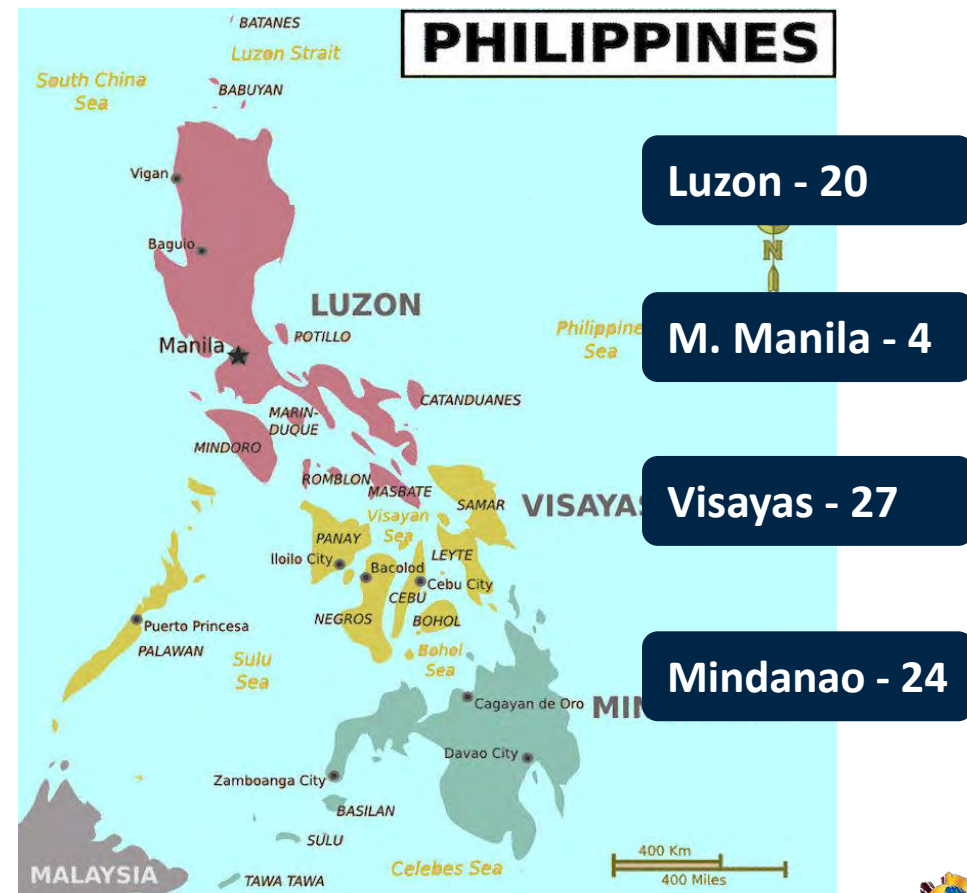 BATANES
PHILIPPINES
Luzon Strait
South China
Sea
BABUYAN
Vigan
Luzon - 20
Baguio
N
LUZON
POTILLO
Philippine
Sea
M. Manila - 4
Manila
CATANDUANES
MARIN-
DUQUE
MINDORO
ROMBLON
MASBATE
SAMAR
VISAYAS
Visayas - 27
Visayan
Sea
PANAY
Iloilo City
LEYTE
Bacolod
Cebu City
CEBU
NEGROS
BOHOL
Puerto Princesa
PALAWAN
Bohol
Sea
Sulu
Sea
Mindanao - 24
Cagayan de Oro
MIN
Davao City
Zamboanga City
BASILAN
SULU
400 Km
400 Miles
Celebes Sea
MALAYSIA
TAWA TAWA